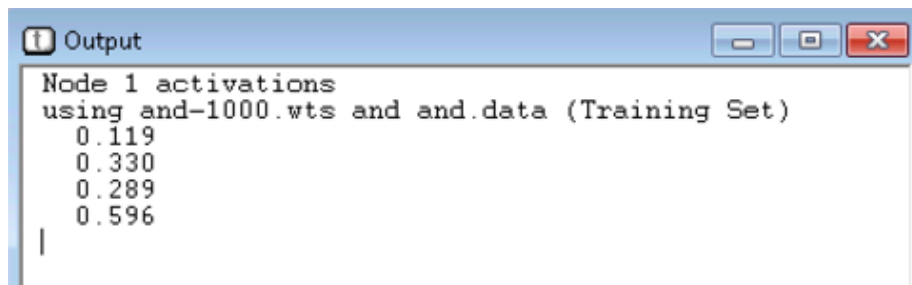 Output
Node 1 activations
using and-1000.wts and and.data (Training Set)
0.119
0.330
0.289
0.596